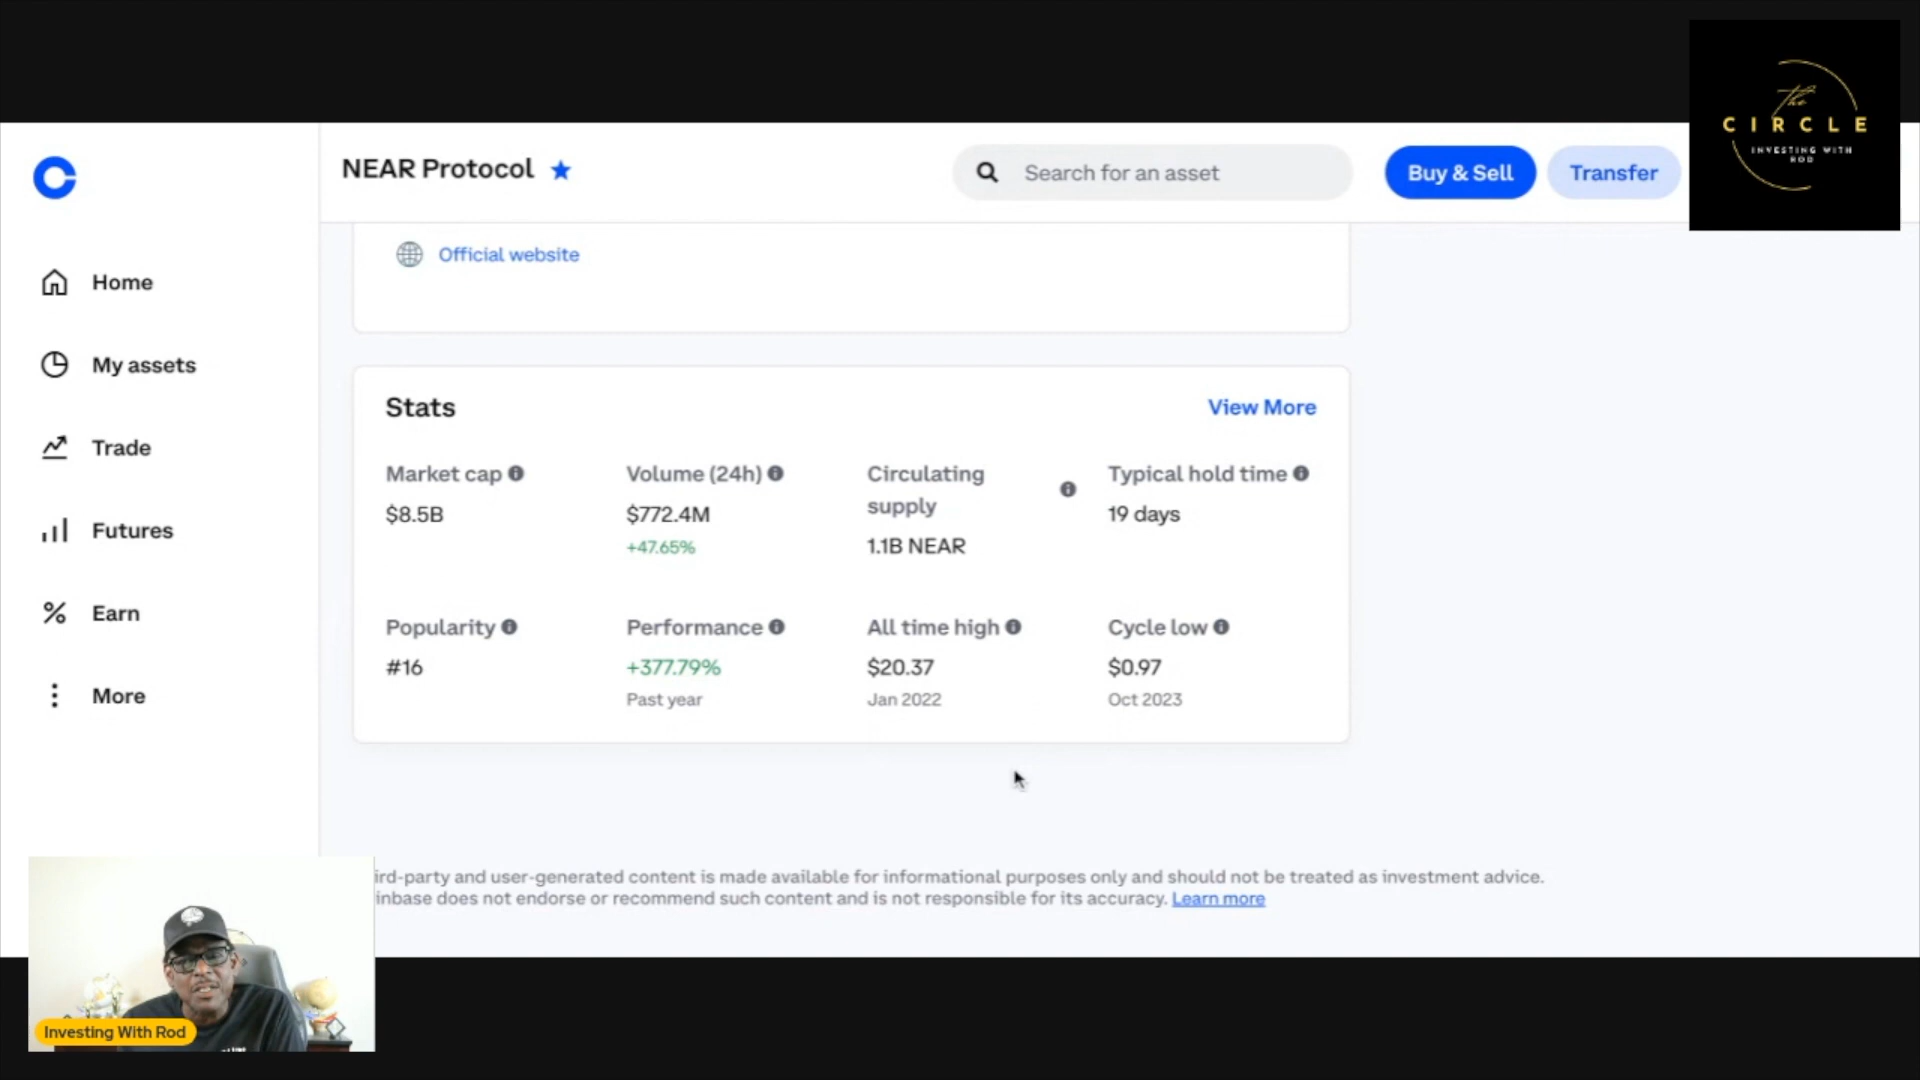 the
CIRCLE
INVESTING WITH
ROD
NEAR Protocol
Search for an asset
Buy & Sell
Transfer
Home
My assets
Trade
Futures
Earn
More
Official website
Stats
View More
Market cap
$8.5B
Volume (24h)
$772.4M
+47.65%
Circulating
supply
1.1B NEAR
Typical hold time
19 days
Popularity
#16
Performance
+377.79%
Past year
All time high
$20.37
Jan 2022
Cycle low
$0.97
Oct 2023
ird-party and user-generated content is made available for informational purposes only and should not be treated as investment advice.
inbase does not endorse or recommend such content and is not responsible for its accuracy. Learn more
Investing With Rod